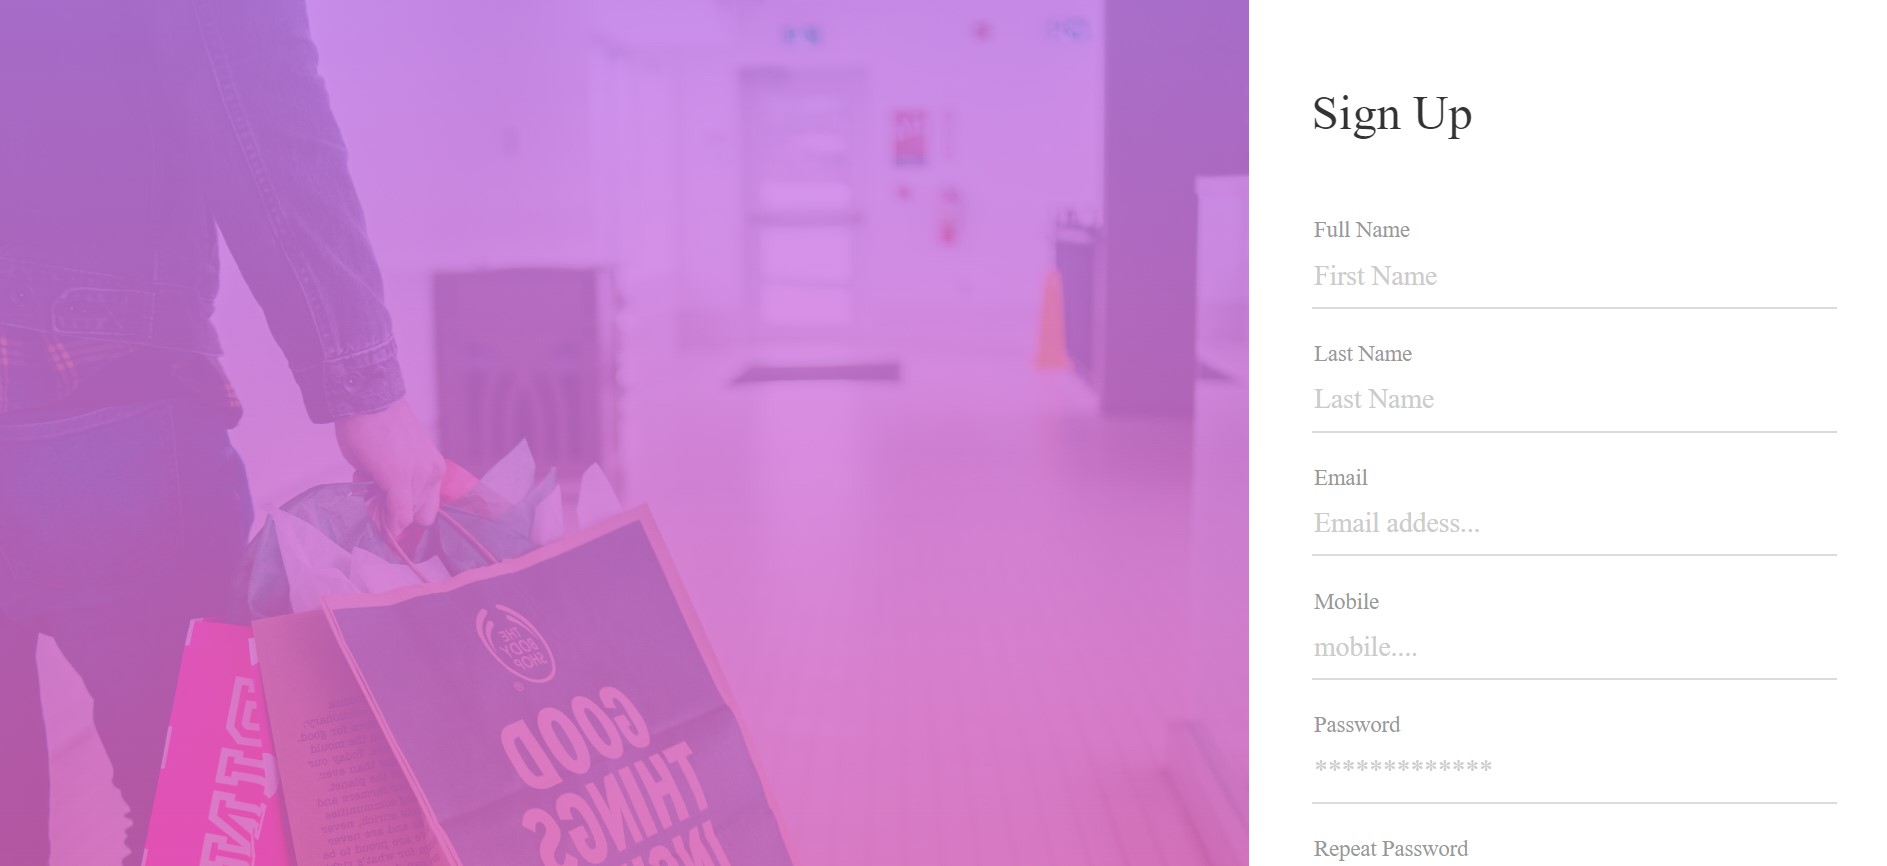 Sign Up
Full Name
First Name
Last Name
Last Name
Email
Email addess...
Mobile
mobile....
Password
*************
Repeat Password
THE
BODY
SHOP
®
GOOD
THINGS